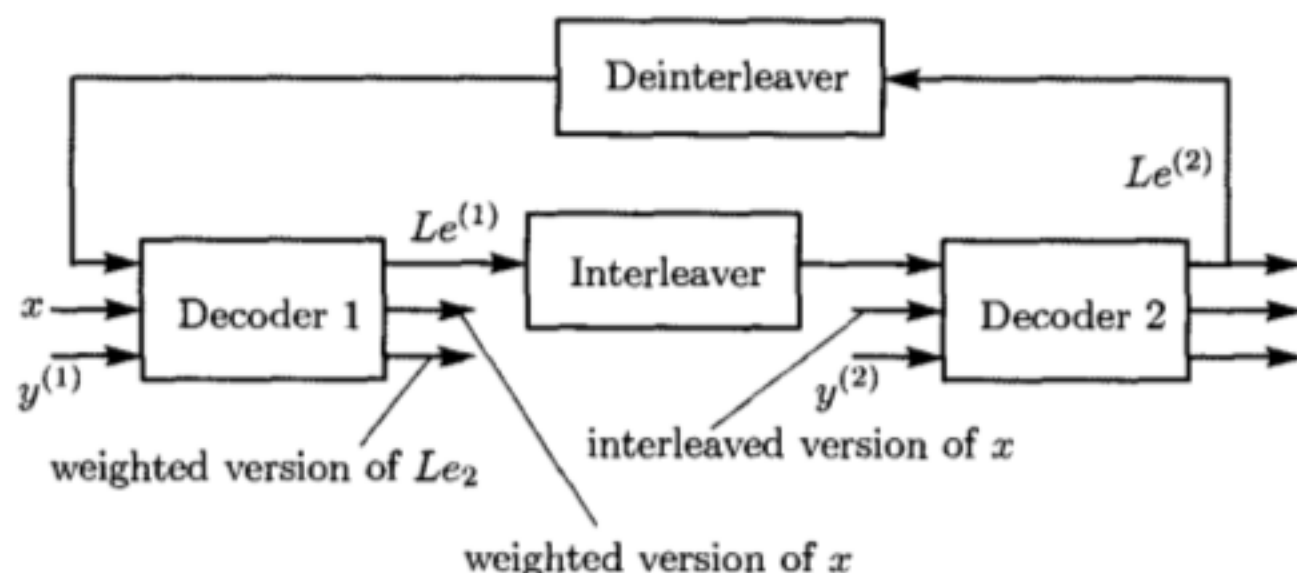 Deinterleaver
Le^{(2)}
Le^{(1)}
Interleaver
x
Decoder 1
Decoder 2
y^{(1)}
y^{(2)}
interleaved version of x
weighted version of Le_2
weighted version of x